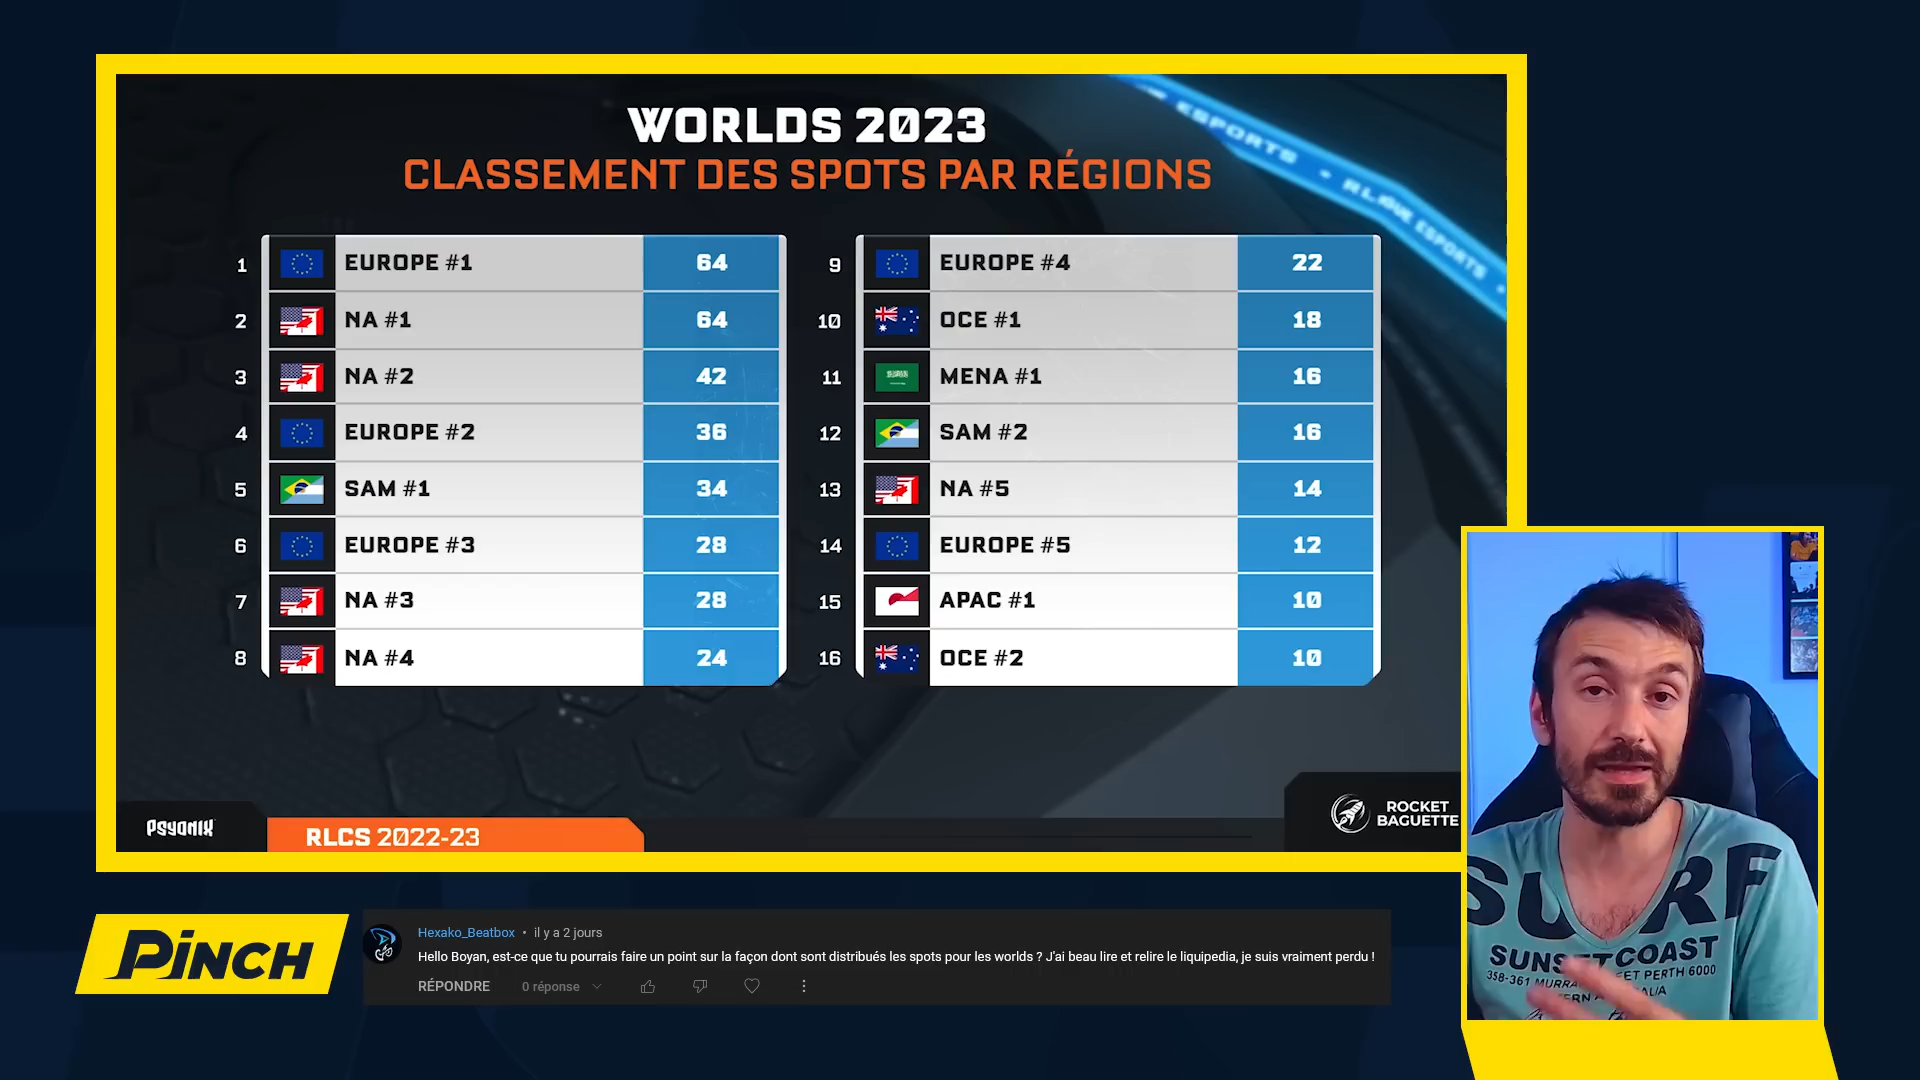 WORLDS 2023
CLASSEMENT DES SPOTS PAR RÉGIONS
1 EUROPE #1 64
2 NA #1 64
3 NA #2 42
4 EUROPE #2 36
5 SAM #1 34
6 EUROPE #3 28
7 NA #3 28
8 NA #4 24
9 EUROPE #4 22
10 OCE #1 18
11 MENA #1 16
12 SAM #2 16
13 NA #5 14
14 EUROPE #5 12
15 APAC #1 10
16 OCE #2 10
ESPORTS
ESPORTS
PSYONIX
RLCS 2022-23
ROCKET
BAGUETTE
PINCH
Hexako_Beatbox • il y a 2 jours
Hello Boyan, est-ce que tu pourrais faire un point sur la façon dont sont distribués les spots pour les worlds ? J'ai beau lire et relire le liquipedia, je suis vraiment perdu !
RÉPONDRE 0 réponse
SURF
SUNSETCOAST
PERTH 6000